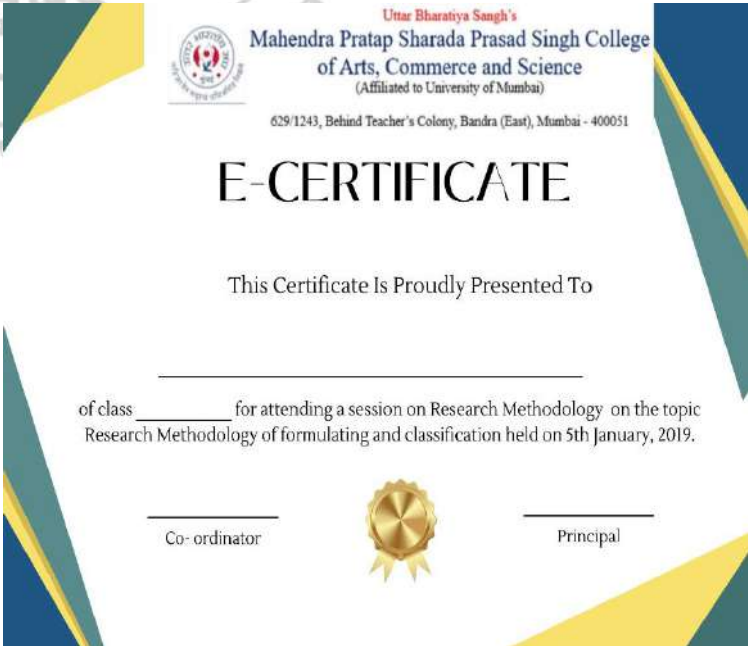 Uttar Bharatiya Sangh's
Mahendra Pratap Sharada Prasad Singh College
of Arts, Commerce and Science
(Affiliated to University of Mumbai)
629/1243, Behind Teacher's Colony, Bandra (East), Mumbai - 400051
E-CERTIFICATE
This Certificate Is Proudly Presented To
of class __________ for attending a session on Research Methodology on the topic
Research Methodology of formulating and classification held on 5th January, 2019.
Co- ordinator
Principal